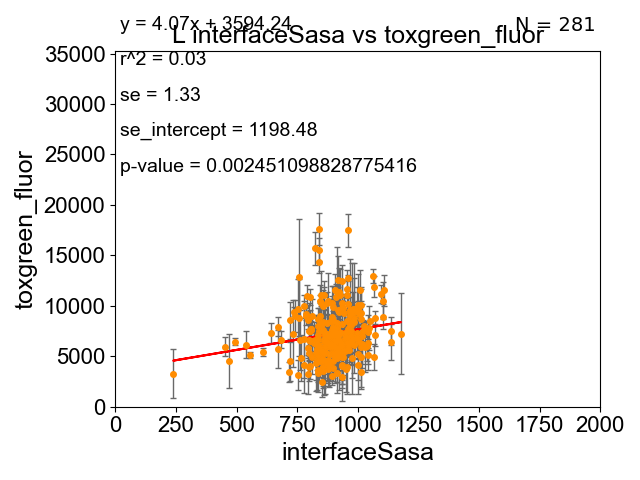 y = 4.07x + 3594.24
N = 281
L interfaceSasa vs toxgreen_fluor
r^2 = 0.03
se = 1.33
se_intercept = 1198.48
p-value = 0.002451098828775416
35000
30000
25000
20000
15000
10000
5000
0
toxgreen_fluor
0 250 500 750 1000 1250 1500 1750 2000
interfaceSasa